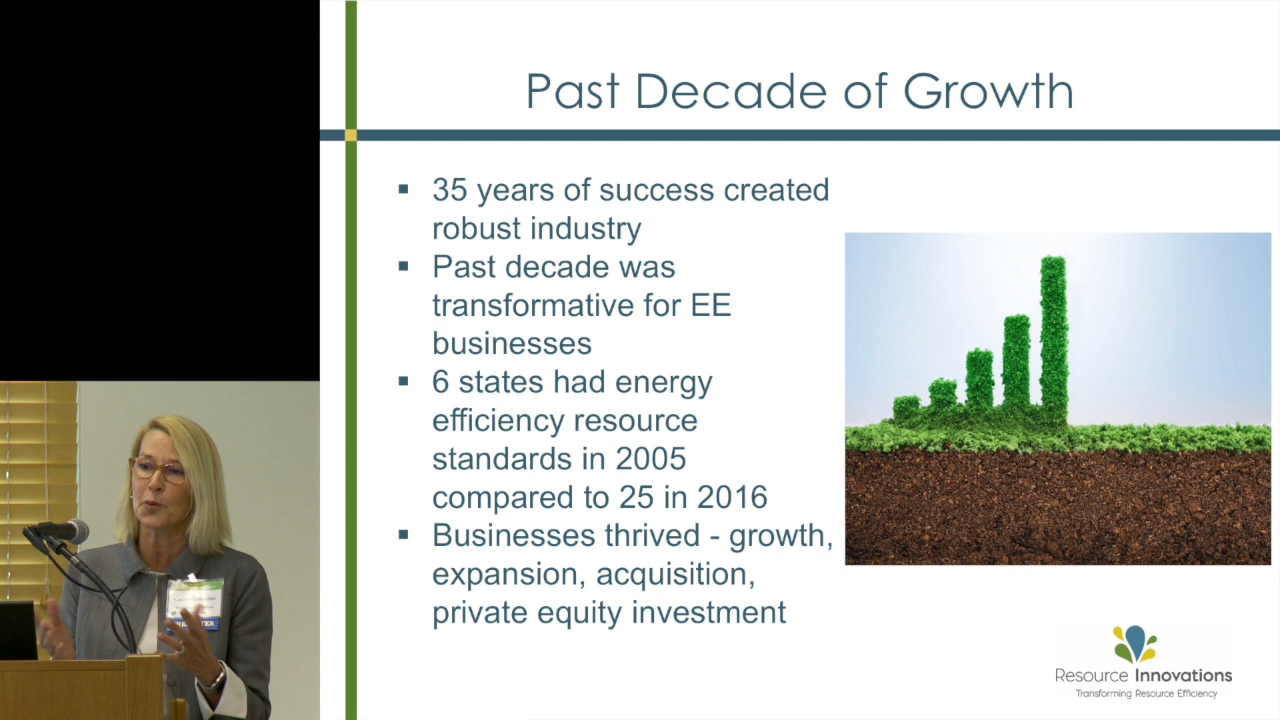 Past Decade of Growth
▪ 35 years of success created
robust industry
▪ Past decade was
transformative for EE
businesses
▪ 6 states had energy
efficiency resource
standards in 2005
compared to 25 in 2016
▪ Businesses thrived - growth,
expansion, acquisition,
private equity investment
Resource Innovations
Transforming Resource Efficiency